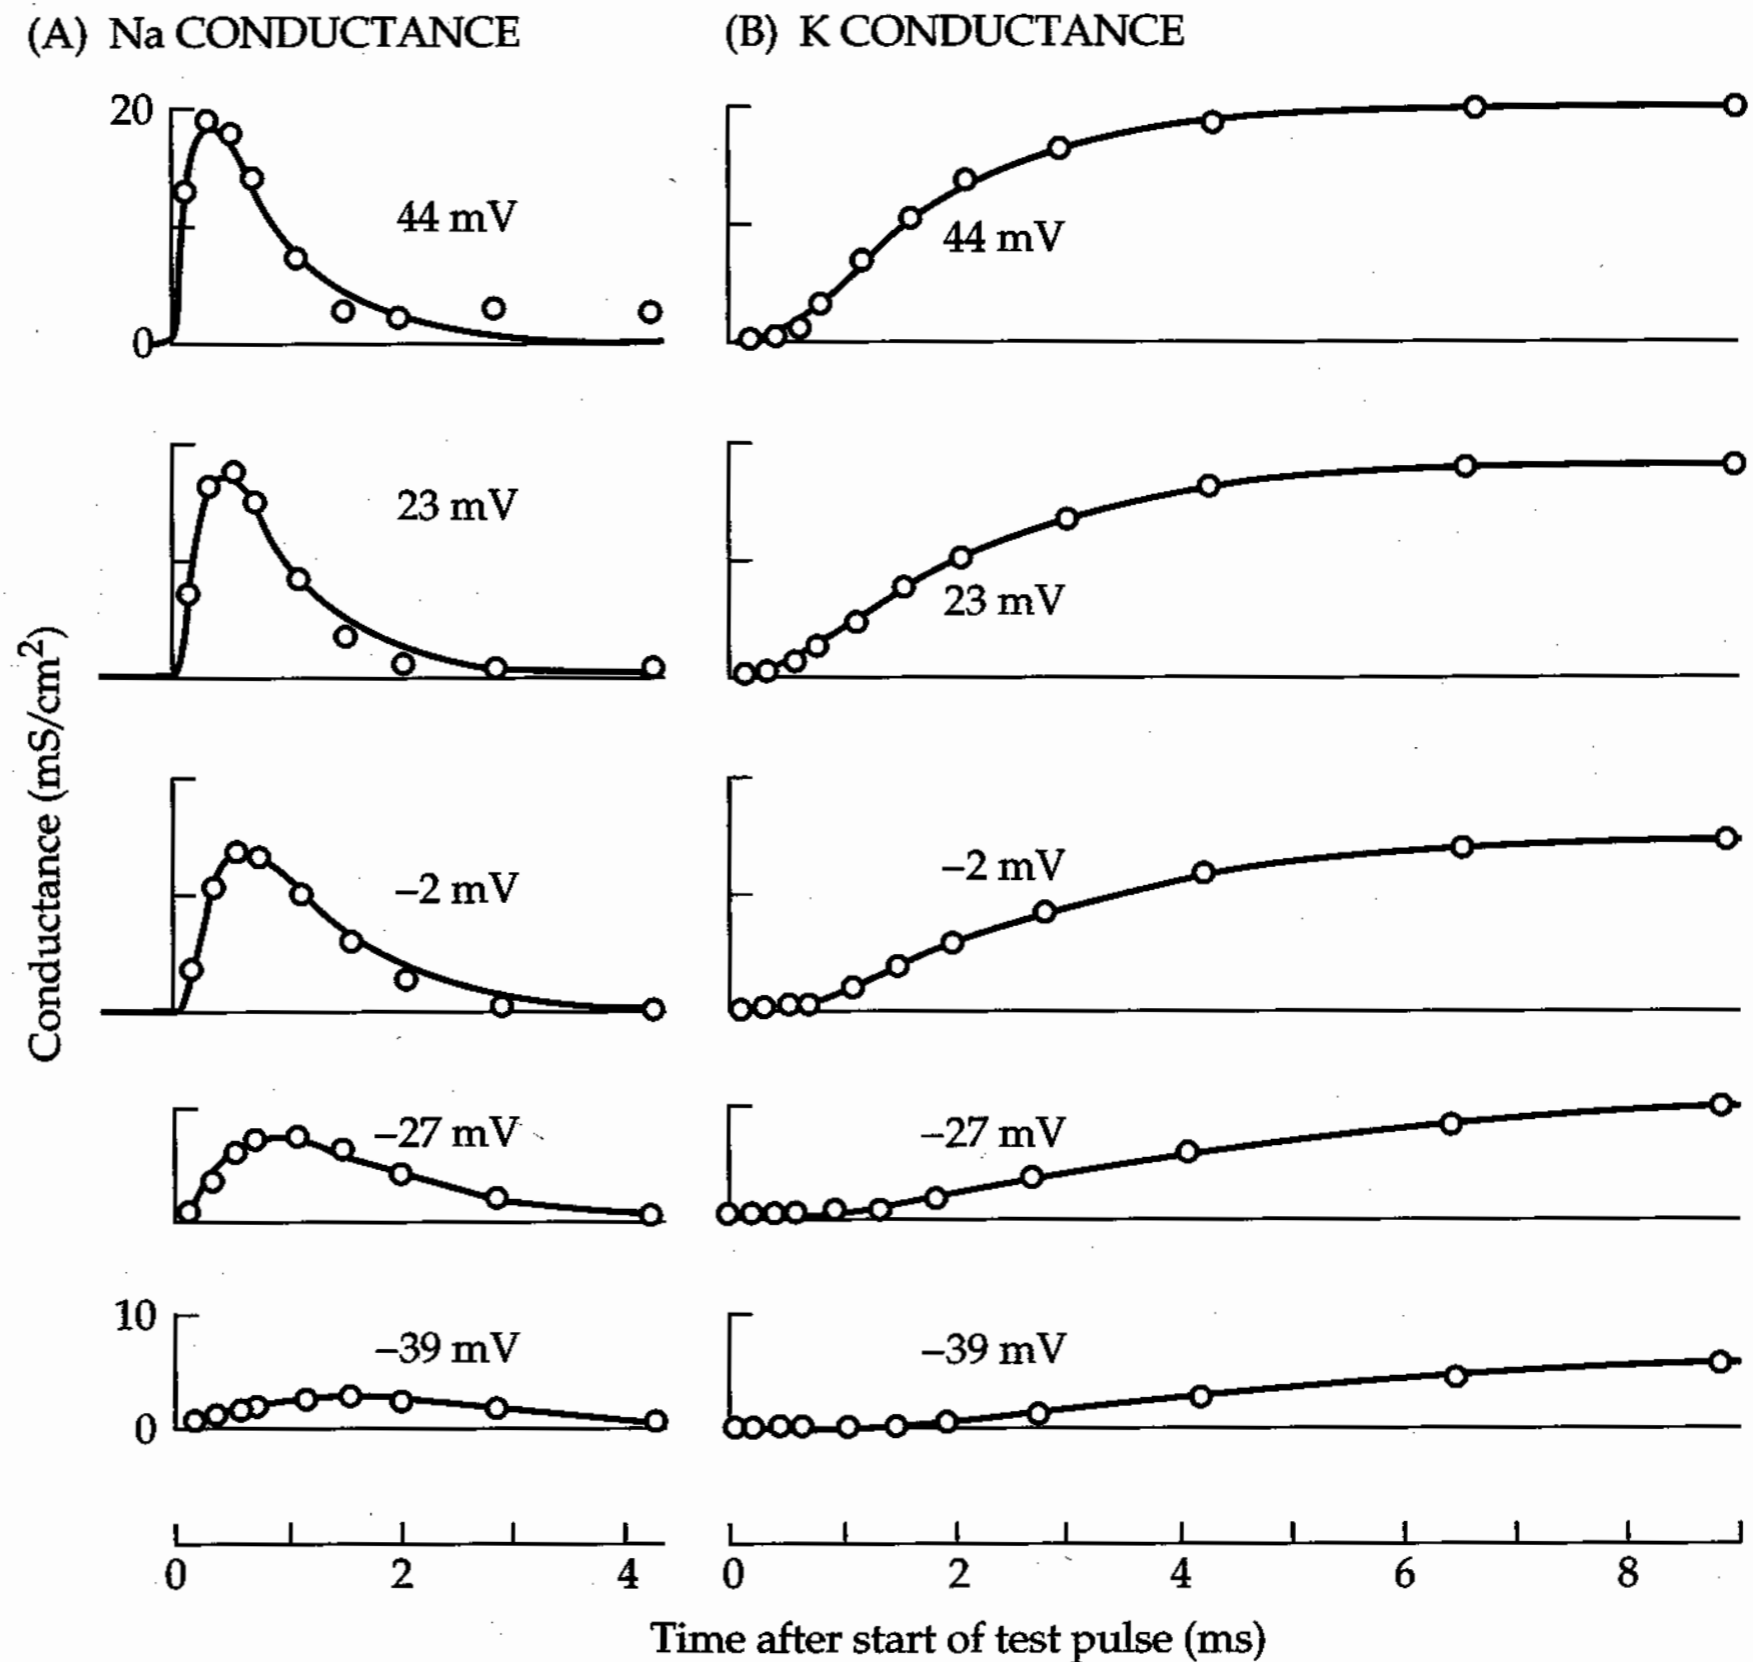 (A) Na CONDUCTANCE
(B) K CONDUCTANCE
20
0
44 mV
44 mV
23 mV
23 mV
–2 mV
–2 mV
–27 mV
–27 mV
10
0
–39 mV
–39 mV
Conductance (mS/cm²)
0 2 4
0 2 4 6 8
Time after start of test pulse (ms)